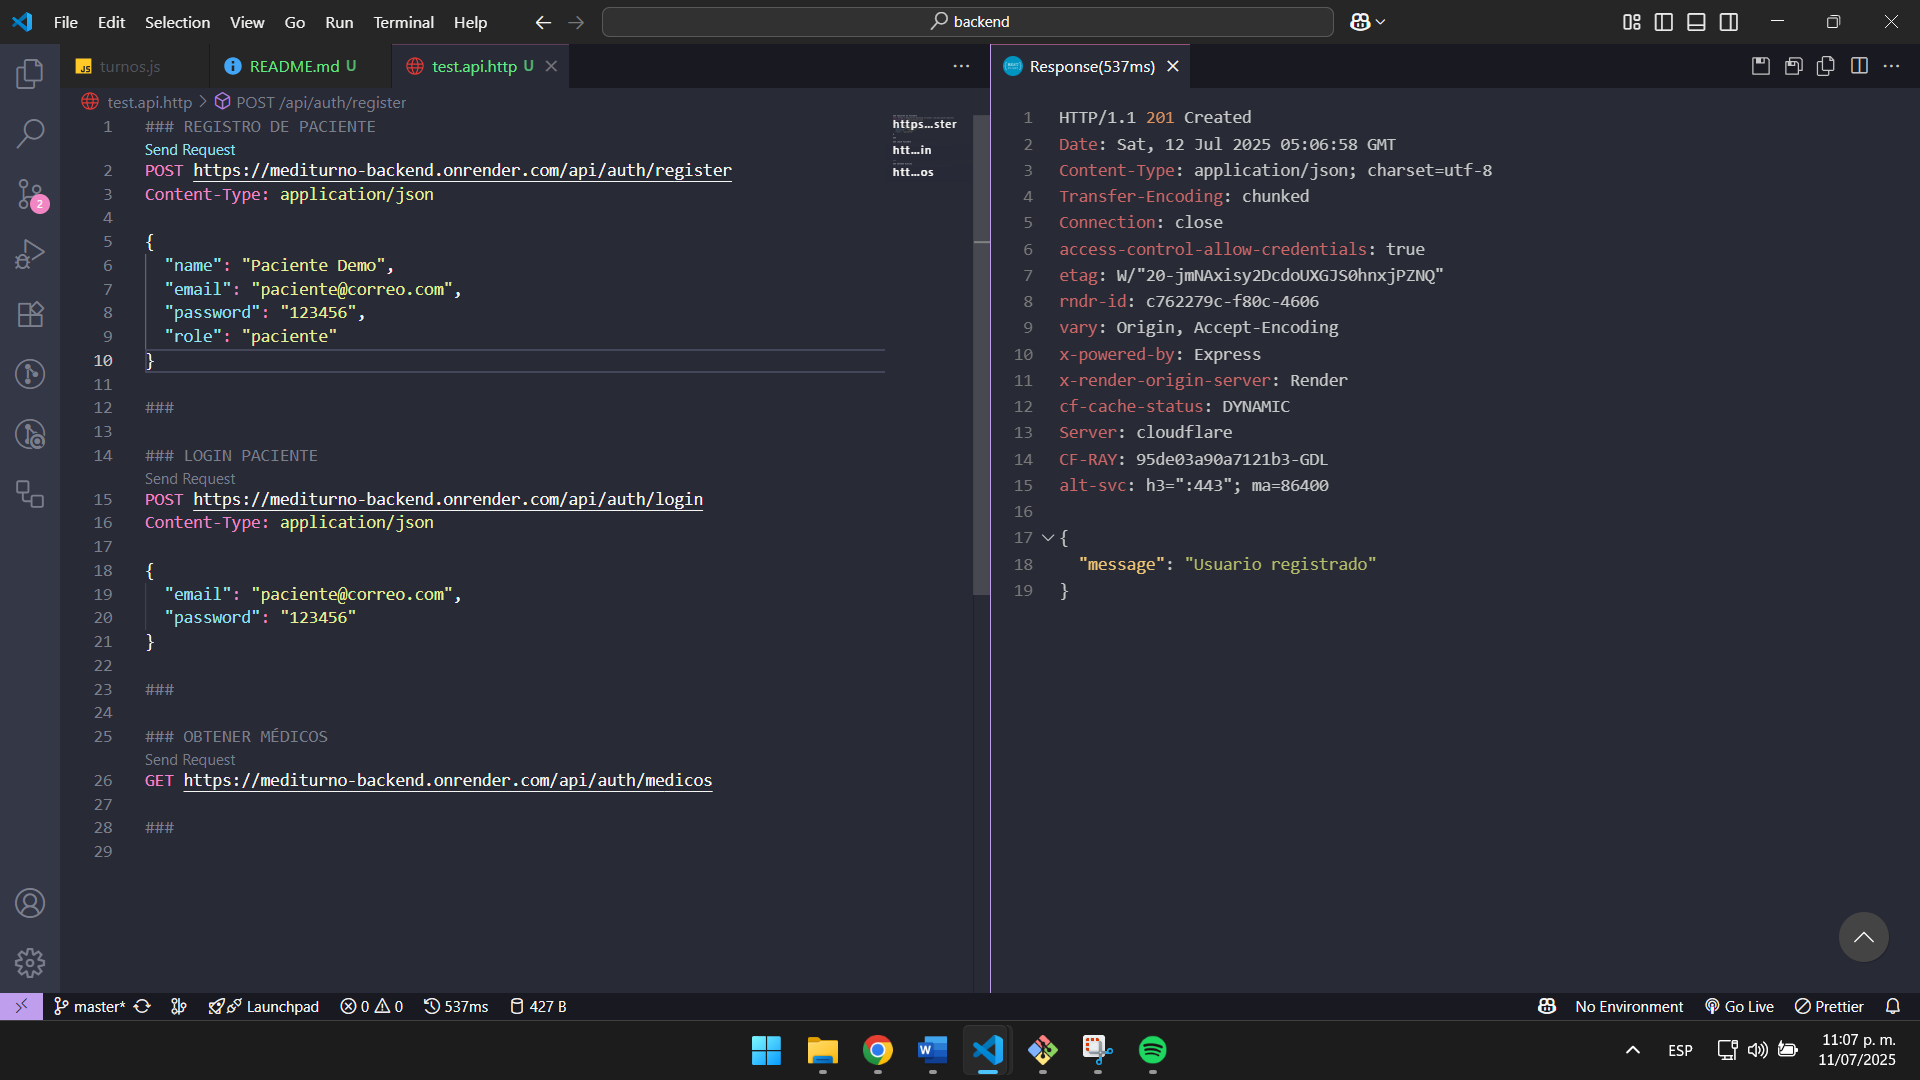 File Edit Selection View Go Run Terminal Help
backend
turnos.js
README.md U
test.api.http U
test.api.http > POST /api/auth/register
1 ### REGISTRO DE PACIENTE
Send Request
2 POST https://mediturno-backend.onrender.com/api/auth/register
3 Content-Type: application/json
4
5 {
6 "name": "Paciente Demo",
7 "email": "paciente@correo.com",
8 "password": "123456",
9 "role": "paciente"
10 }
11
12 ###
13
14 ### LOGIN PACIENTE
Send Request
15 POST https://mediturno-backend.onrender.com/api/auth/login
16 Content-Type: application/json
17
18 {
19 "email": "paciente@correo.com",
20 "password": "123456"
21 }
22
23 ###
24
25 ### OBTENER MÉDICOS
Send Request
26 GET https://mediturno-backend.onrender.com/api/auth/medicos
27
28 ###
29
https...ster
htt...in
htt...os
Response(537ms)
1 HTTP/1.1 201 Created
2 Date: Sat, 12 Jul 2025 05:06:58 GMT
3 Content-Type: application/json; charset=utf-8
4 Transfer-Encoding: chunked
5 Connection: close
6 access-control-allow-credentials: true
7 etag: W/"20-jmNAxisy2DcdoUXGJS0hnxjPZNQ"
8 rndr-id: c762279c-f80c-4606
9 vary: Origin, Accept-Encoding
10 x-powered-by: Express
11 x-render-origin-server: Render
12 cf-cache-status: DYNAMIC
13 Server: cloudflare
14 CF-RAY: 95de03a90a7121b3-GDL
15 alt-svc: h3=":443"; ma=86400
16
17 {
18 "message": "Usuario registrado"
19 }
2
master* Launchpad 0 0 537ms 427 B
No Environment Go Live Prettier
ESP
11:07 p. m.
11/07/2025